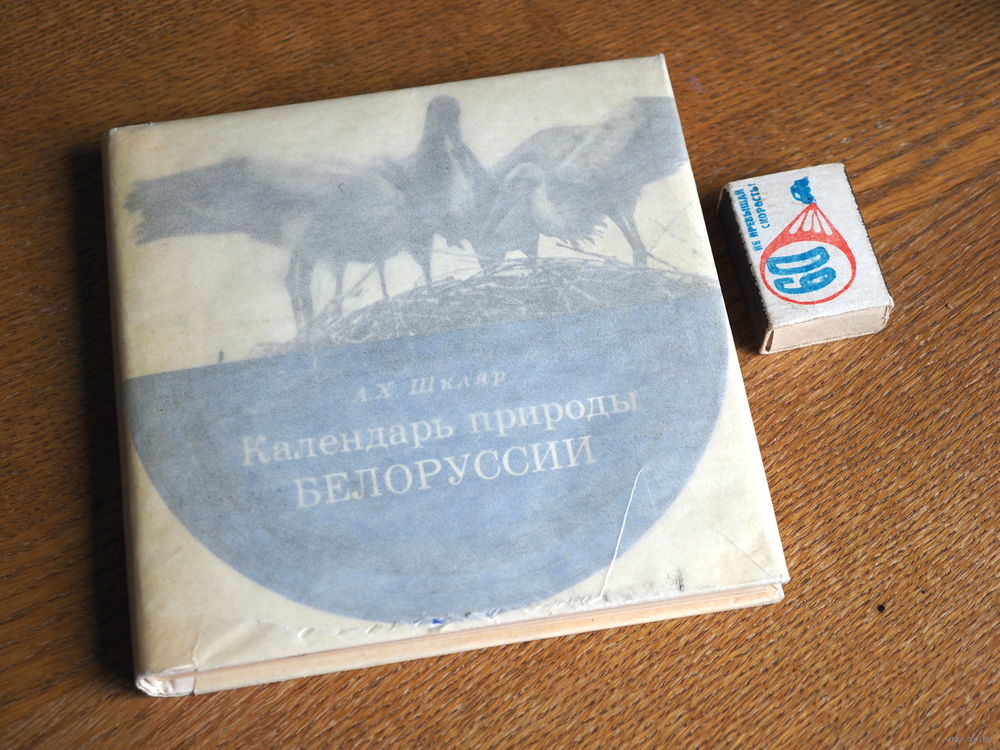 А.Х. Шкляр
Календарь природы
БЕЛОРУССИИ
НЕ ПРЕВЫШАЙ
СКОРОСТЬ!
60